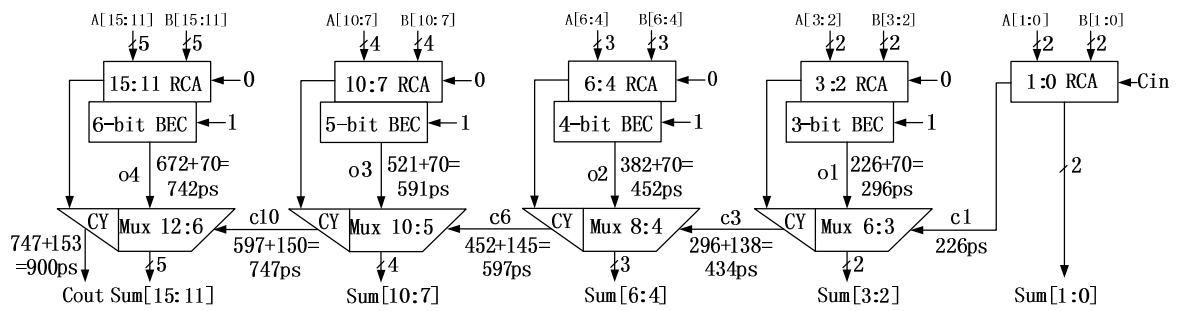 A[15:11] B[15:11] A[10:7] B[10:7] A[6:4] B[6:4] A[3:2] B[3:2] A[1:0] B[1:0]
5 5 4 4 3 3 2 2 2 2
15:11 RCA 0 10:7 RCA 0 6:4 RCA 0 3:2 RCA 0 1:0 RCA Cin
6-bit BEC 1 5-bit BEC 1 4-bit BEC 1 3-bit BEC 1
o4 672+70= o3 521+70= o2 382+70= o1 226+70= 2
742ps 591ps 452ps 296ps
CY Mux 12:6 c10 CY Mux 10:5 c6 CY Mux 8:4 c3 CY Mux 6:3 c1
747+153 597+150= 452+145= 296+138= 226ps
=900ps 747ps 597ps 434ps
5 4 3 2
Cout Sum[15:11] Sum[10:7] Sum[6:4] Sum[3:2] Sum[1:0]